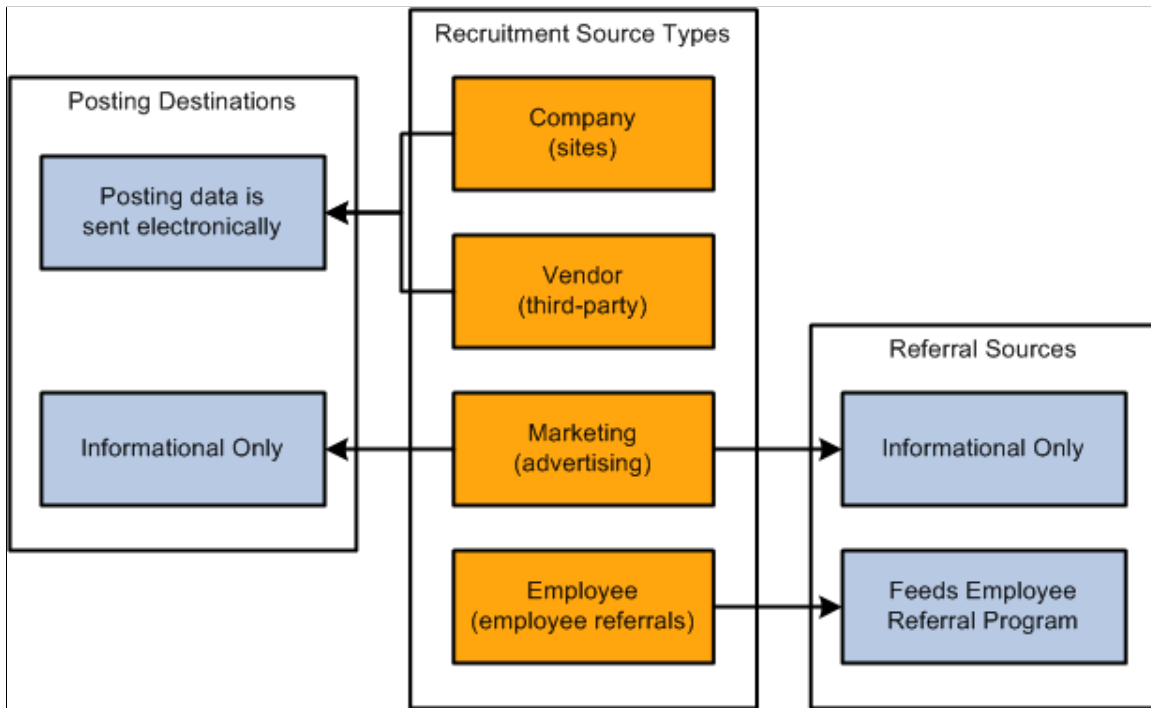 Recruitment Source Types
Posting Destinations
Company
(sites)
Posting data is
sent electronically
Vendor
(third-party)
Referral Sources
Informational Only
Marketing
(advertising)
Informational Only
Employee
(employee referrals)
Feeds Employee
Referral Program